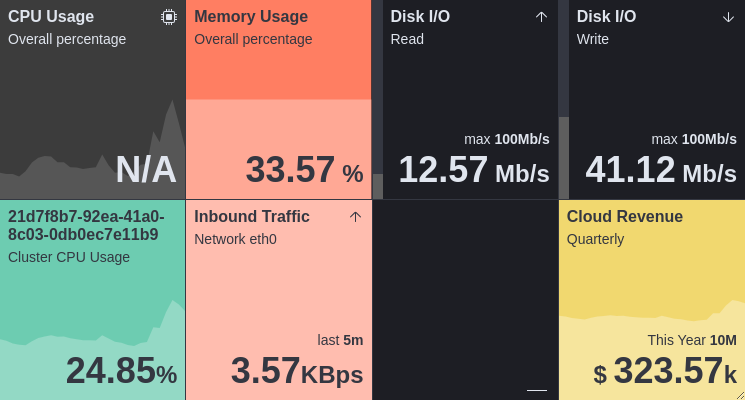 CPU Usage
Overall percentage
N/A
Memory Usage
Overall percentage
33.57 %
Disk I/O
Read
max 100Mb/s
12.57 Mb/s
Disk I/O
Write
max 100Mb/s
41.12 Mb/s
21d7f8b7-92ea-41a0-
8c03-0db0ec7e11b9
Cluster CPU Usage
24.85%
Inbound Traffic
Network eth0
last 5m
3.57KBps
Cloud Revenue
Quarterly
This Year 10M
$ 323.57k